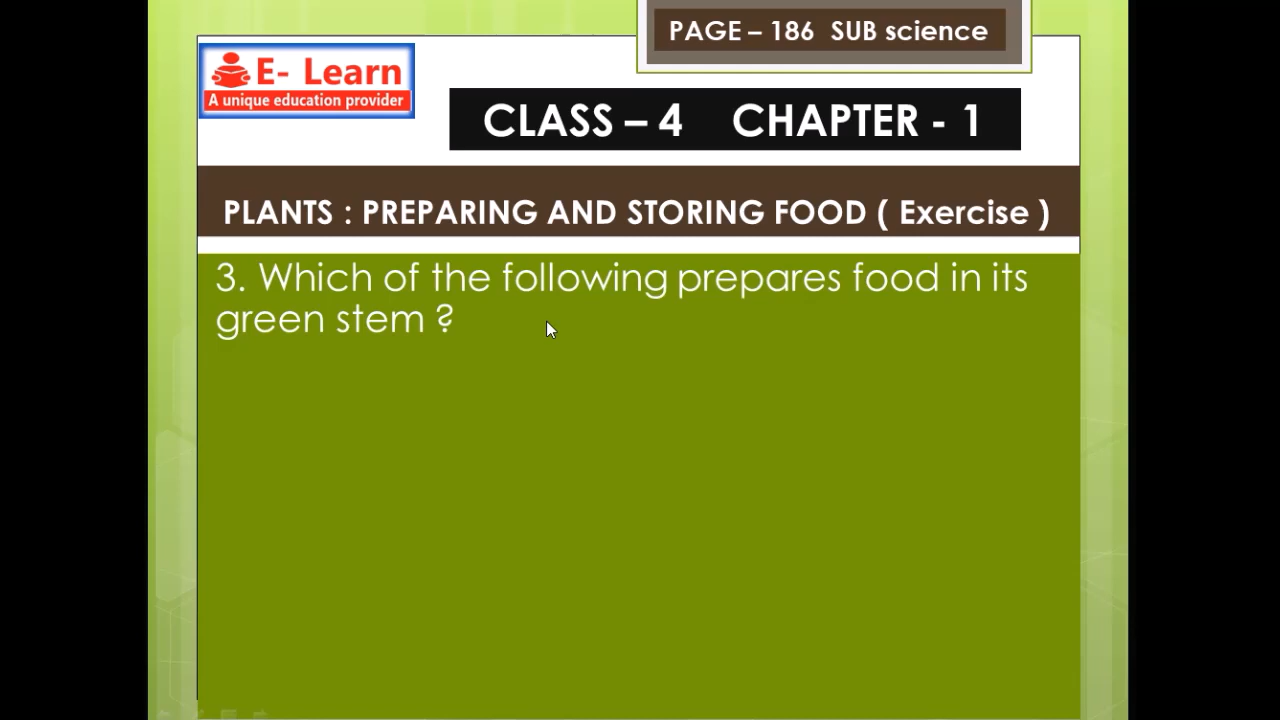 PAGE – 186 SUB science
E- Learn
A unique education provider
CLASS – 4 CHAPTER - 1
PLANTS : PREPARING AND STORING FOOD ( Exercise )
3. Which of the following prepares food in its
green stem ?